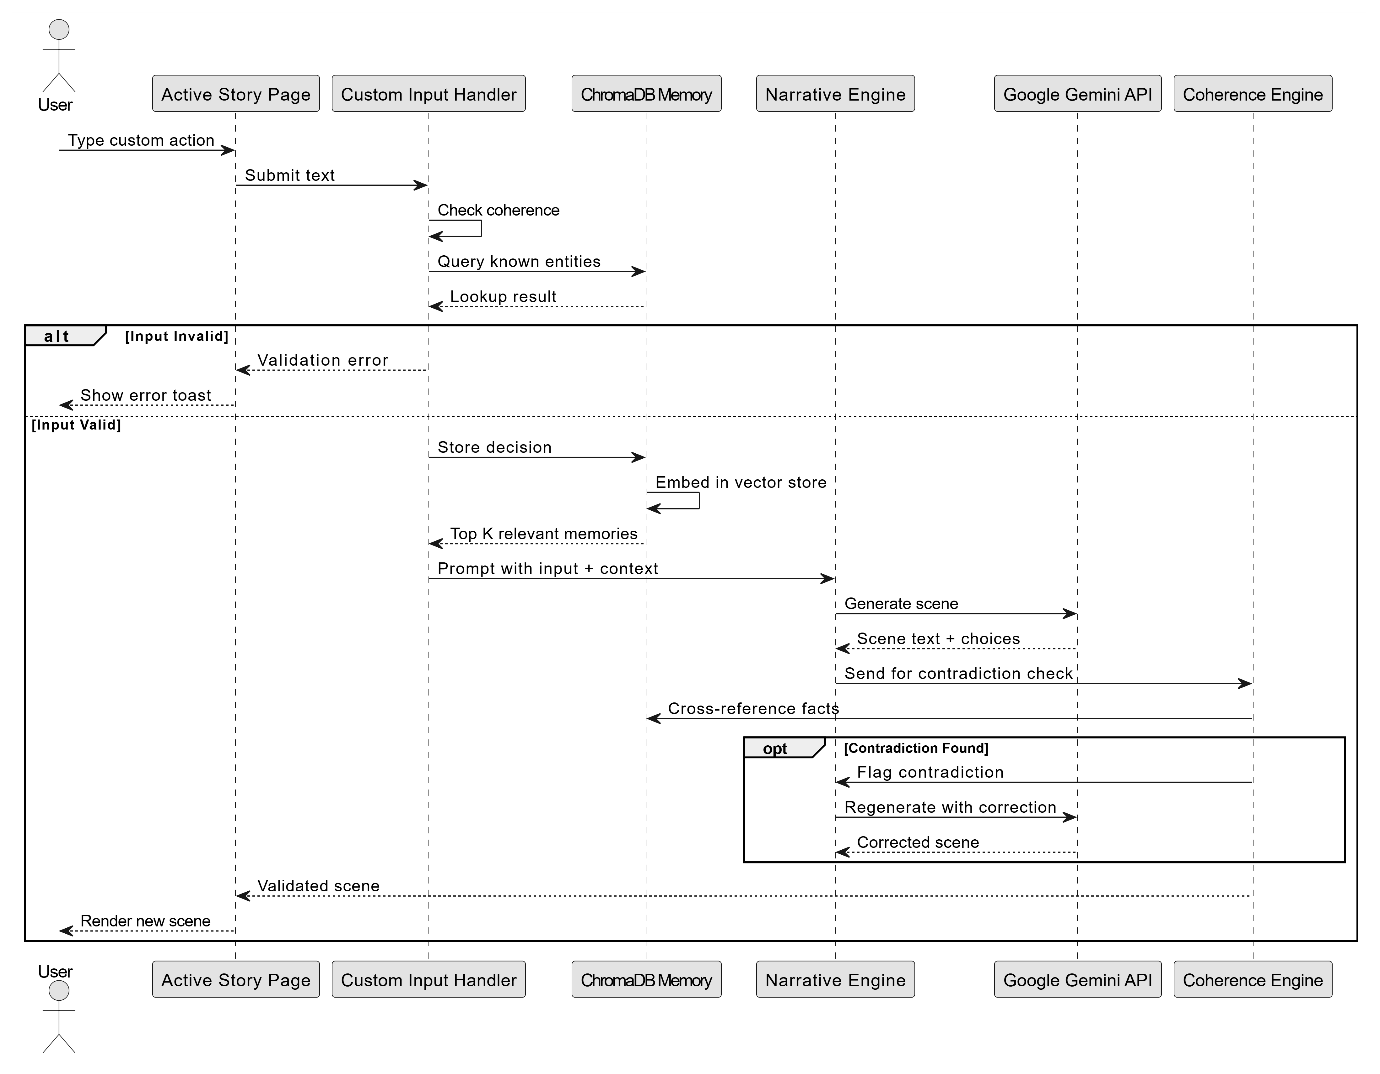 User
Active Story Page
Custom Input Handler
ChromaDB Memory
Narrative Engine
Google Gemini API
Coherence Engine
Type custom action
Submit text
Check coherence
Query known entities
Lookup result
alt
[Input Invalid]
Validation error
Show error toast
[Input Valid]
Store decision
Embed in vector store
Top K relevant memories
Prompt with input + context
Generate scene
Scene text + choices
Send for contradiction check
Cross-reference facts
opt
[Contradiction Found]
Flag contradiction
Regenerate with correction
Corrected scene
Validated scene
Render new scene
User
Active Story Page
Custom Input Handler
ChromaDB Memory
Narrative Engine
Google Gemini API
Coherence Engine